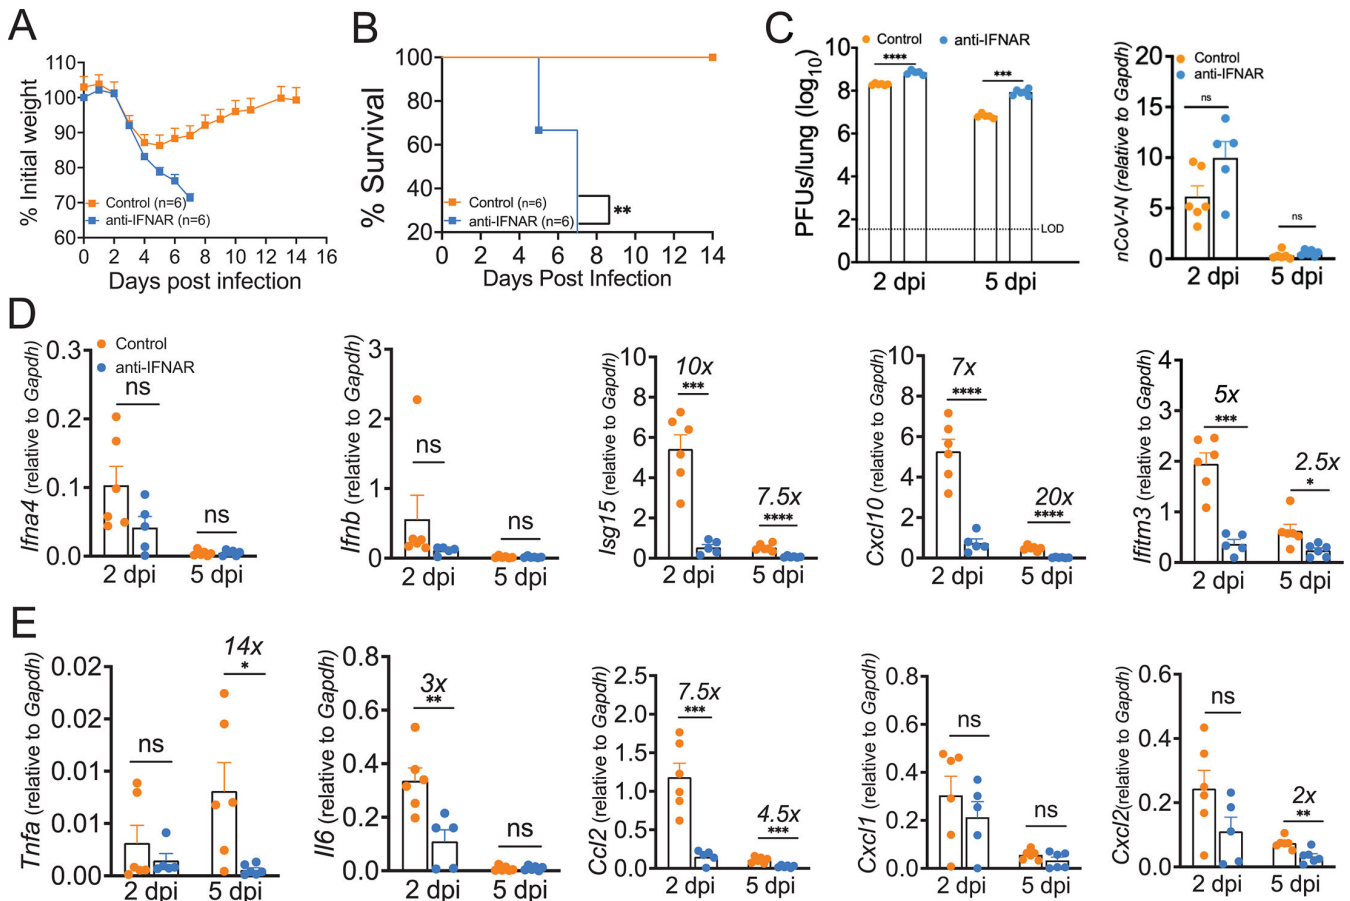 A
% Initial weight
110
100
90
80
70
60
Control (n=6)
anti-IFNAR (n=6)
0 2 4 6 8 10 12 14 16
Days post infection
B
% Survival
100
80
60
40
20
Control (n=6)
anti-IFNAR (n=6)
**
0 2 4 6 8 10 12 14
Days Post Infection
C
Control
anti-IFNAR
PFUs/lung (log10)
10
8
6
4
2
0
****
***
LOD
2 dpi 5 dpi
nCoV-N (relative to Gapdh)
20
15
10
5
0
Control
anti-IFNAR
ns
ns
2 dpi 5 dpi
D
Ifna4 (relative to Gapdh)
0.3
0.2
0.1
0.0
Control
anti-IFNAR
ns
ns
2 dpi 5 dpi
Ifnb (relative to Gapdh)
3
2
1
0
ns
ns
2 dpi 5 dpi
Isg15 (relative to Gapdh)
10
8
6
4
2
0
10x
***
7.5x
****
2 dpi 5 dpi
Cxcl10 (relative to Gapdh)
10
8
6
4
2
0
7x
****
20x
****
2 dpi 5 dpi
Ifitm3 (relative to Gapdh)
4
3
2
1
0
5x
***
2.5x
*
2 dpi 5 dpi
E
Tnfa (relative to Gapdh)
0.02
0.02
0.01
0.01
0.00
ns
14x
*
2 dpi 5 dpi
Il6 (relative to Gapdh)
0.8
0.6
0.4
0.2
0.0
3x
**
ns
2 dpi 5 dpi
Ccl2 (relative to Gapdh)
2.5
2.0
1.5
1.0
0.5
0.0
7.5x
***
4.5x
***
2 dpi 5 dpi
Cxcl1 (relative to Gapdh)
0.8
0.6
0.4
0.2
0.0
ns
ns
2 dpi 5 dpi
Cxcl2(relative to Gapdh)
0.6
0.4
0.2
0.0
ns
2x
**
2 dpi 5 dpi